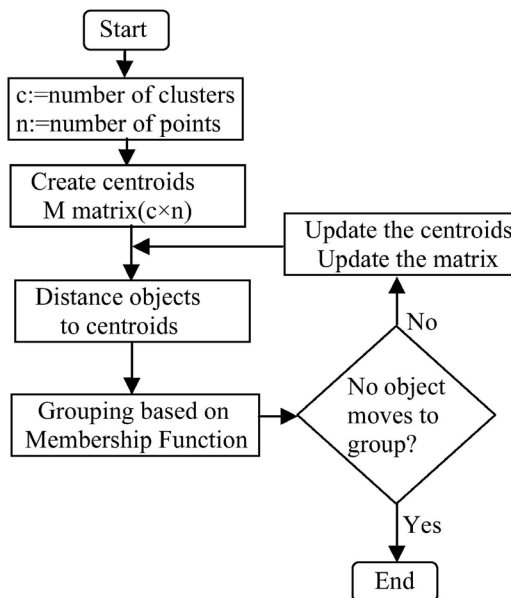 Start
c:=number of clusters
n:=number of points
Create centroids
M matrix(c×n)
Update the centroids
Update the matrix
Distance objects
to centroids
No
Grouping based on
Membership Function
No object
moves to
group?
Yes
End